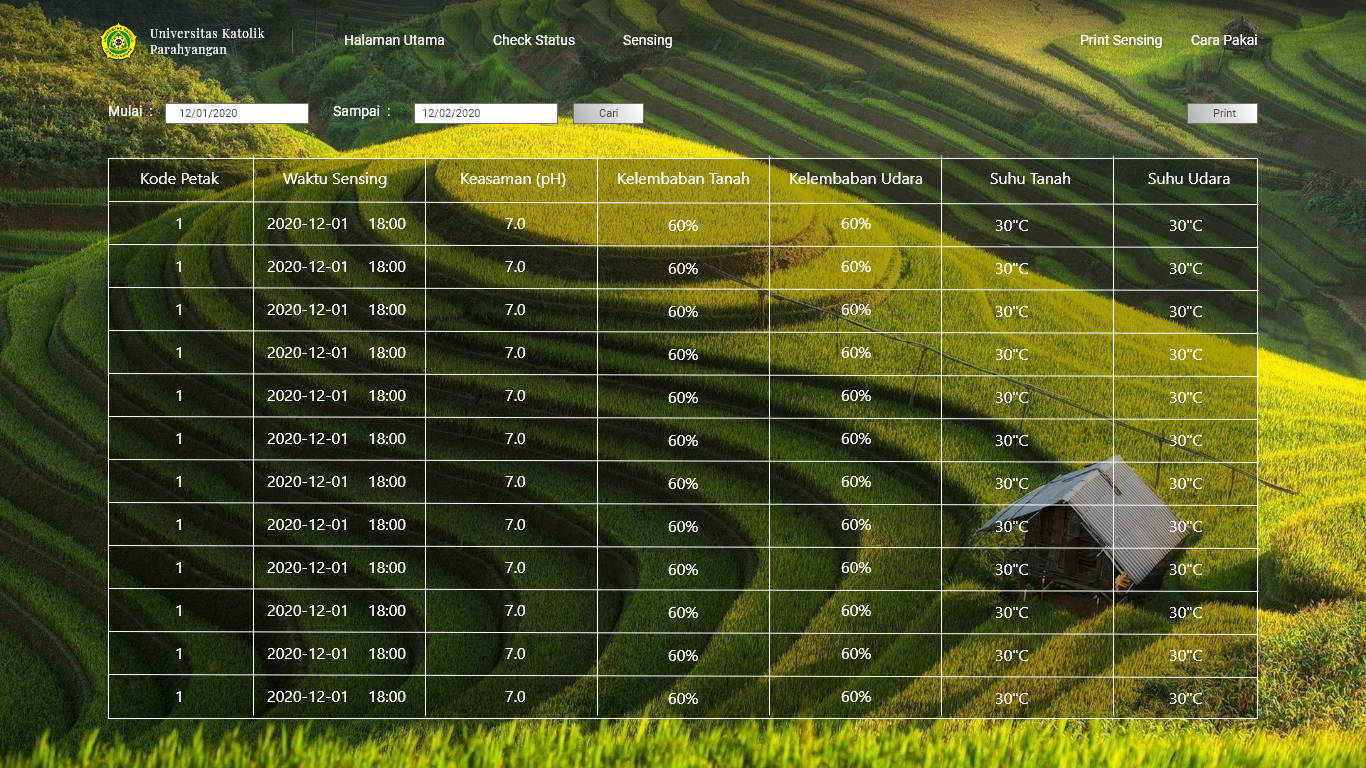 Universitas Katolik
Parahyangan
Halaman Utama Check Status Sensing Print Sensing Cara Pakai
Mulai : 12/01/2020 Sampai : 12/02/2020 Cari Print
Kode Petak Waktu Sensing Keasaman (pH) Kelembaban Tanah Kelembaban Udara Suhu Tanah Suhu Udara
1 2020-12-01 18:00 7.0 60% 60% 30"C 30"C
1 2020-12-01 18:00 7.0 60% 60% 30"C 30"C
1 2020-12-01 18:00 7.0 60% 60% 30"C 30"C
1 2020-12-01 18:00 7.0 60% 60% 30"C 30"C
1 2020-12-01 18:00 7.0 60% 60% 30"C 30"C
1 2020-12-01 18:00 7.0 60% 60% 30"C 30"C
1 2020-12-01 18:00 7.0 60% 60% 30"C 30"C
1 2020-12-01 18:00 7.0 60% 60% 30"C 30"C
1 2020-12-01 18:00 7.0 60% 60% 30"C 30"C
1 2020-12-01 18:00 7.0 60% 60% 30"C 30"C
1 2020-12-01 18:00 7.0 60% 60% 30"C 30"C
1 2020-12-01 18:00 7.0 60% 60% 30"C 30"C